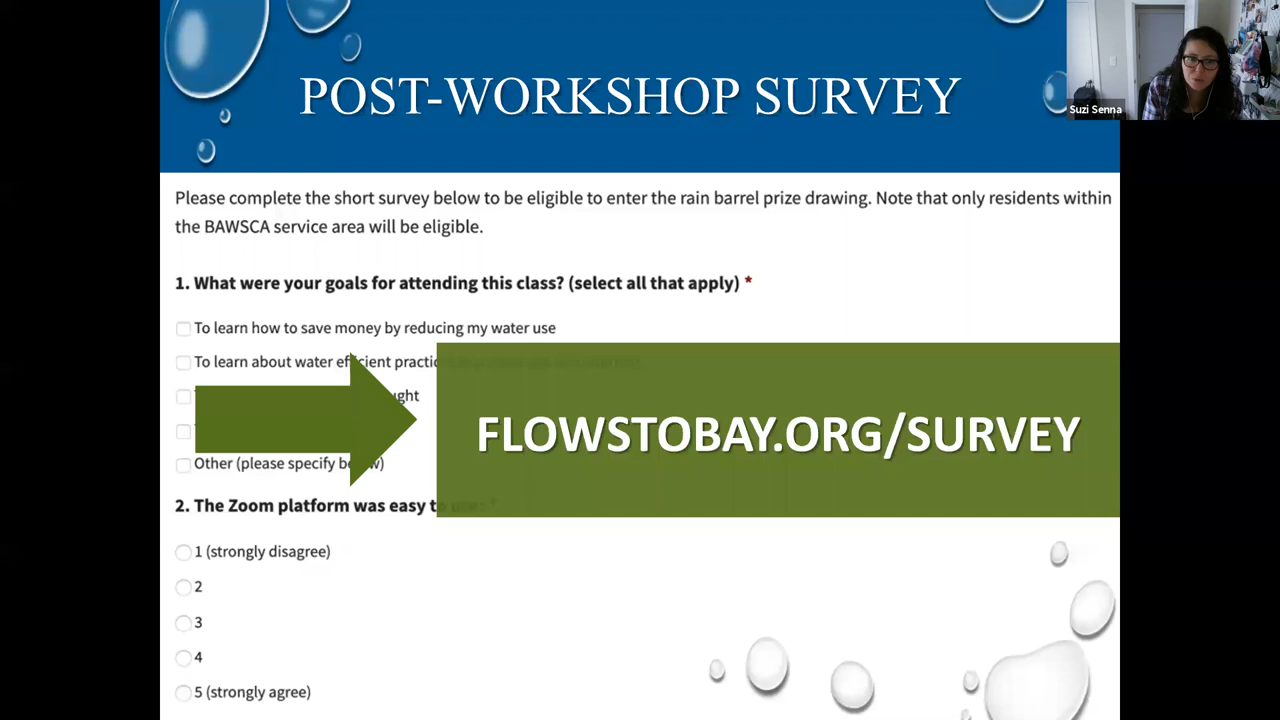 POST-WORKSHOP SURVEY
Suzi Senna
Please complete the short survey below to be eligible to enter the rain barrel prize drawing. Note that only residents within
the BAWSCA service area will be eligible.
1. What were your goals for attending this class? (select all that apply) *
To learn how to save money by reducing my water use
To learn about water efficient
FLOWSTOBAY.ORG/SURVEY
Other (please specify below)
2. The Zoom platform was easy to
1 (strongly disagree)
2
3
4
5 (strongly agree)